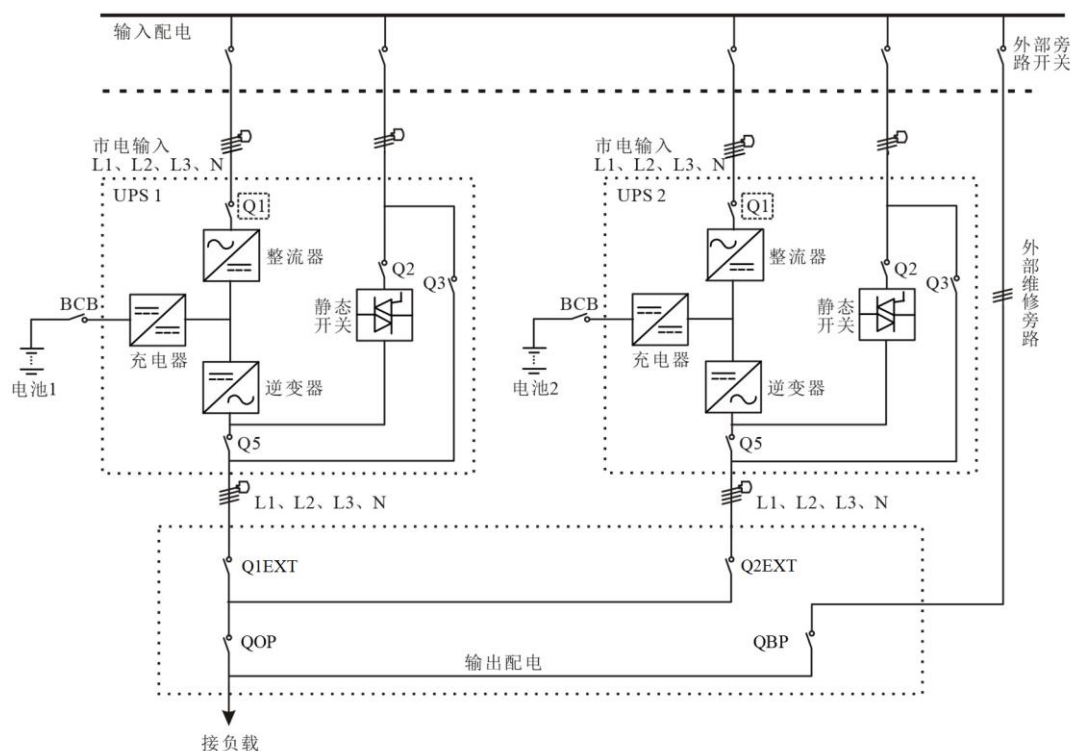 输入配电
外部旁
路开关
市电输入
L1、L2、L3、N
市电输入
L1、L2、L3、N
UPS 1
Q1
整流器
Q2
Q3
BCB
静态
开关
充电器
电池1
逆变器
Q5
UPS 2
Q1
整流器
Q2
Q3
BCB
静态
开关
充电器
电池2
逆变器
Q5
外部维修旁路
L1、L2、L3、N
L1、L2、L3、N
Q1EXT
Q2EXT
QOP
QBP
输出配电
接负载